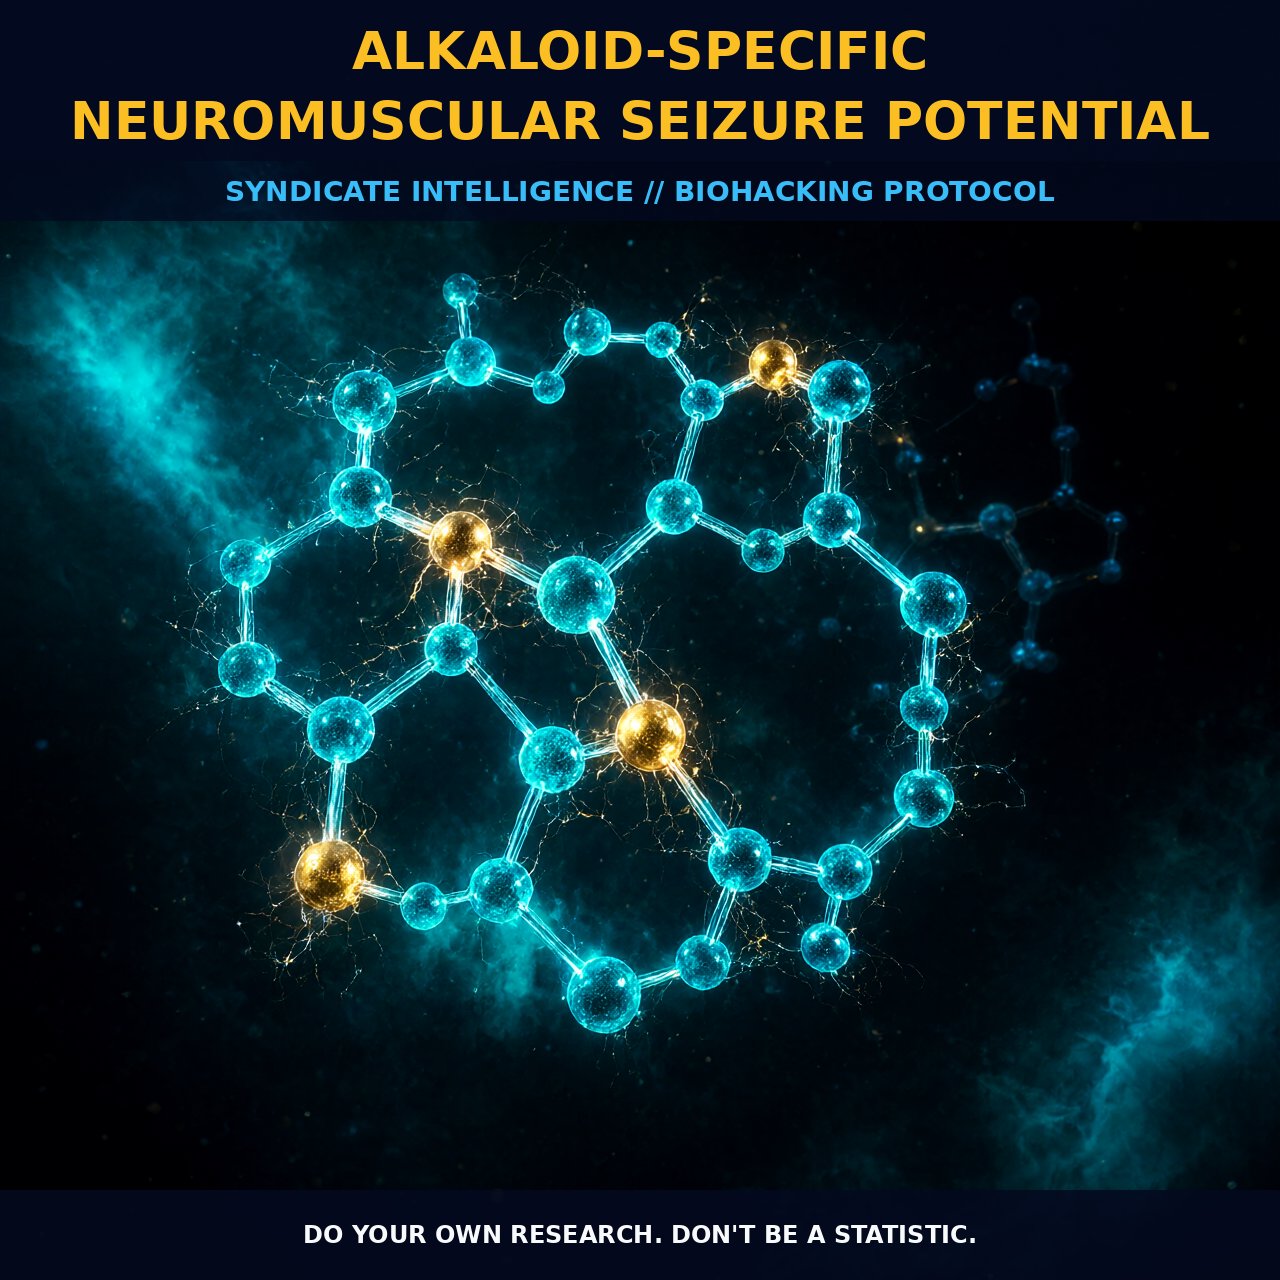 ALKALOID-SPECIFIC
NEUROMUSCULAR SEIZURE POTENTIAL
SYNDICATE INTELLIGENCE // BIOHACKING PROTOCOL
DO YOUR OWN RESEARCH. DON'T BE A STATISTIC.